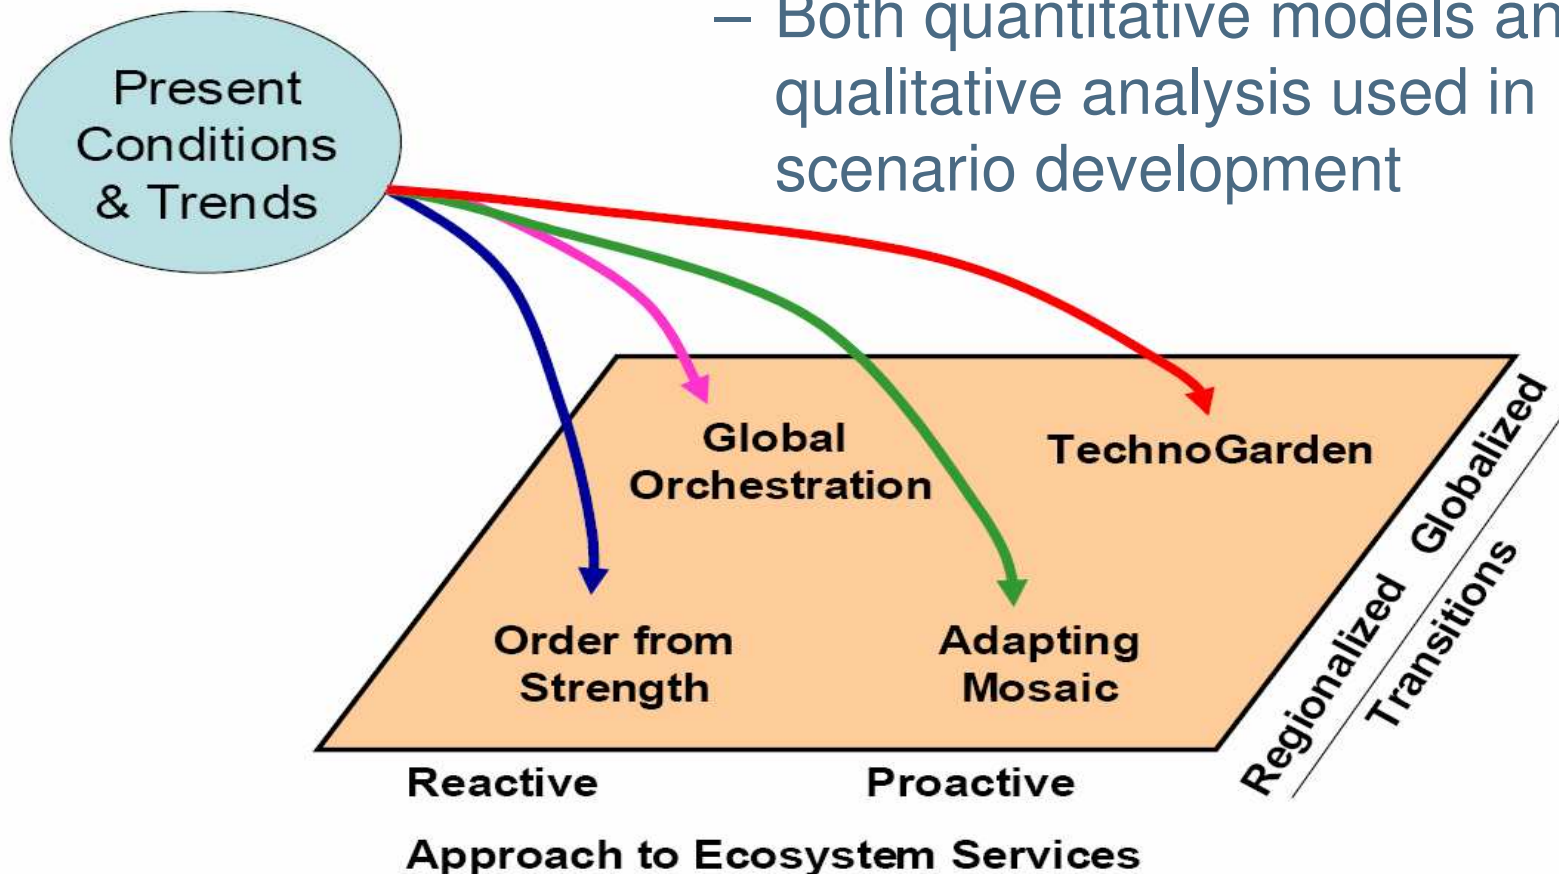 – Both quantitative models an
qualitative analysis used in
scenario development
Present
Conditions
& Trends
Global
Orchestration
TechnoGarden
Order from
Strength
Adapting
Mosaic
Reactive
Proactive
Approach to Ecosystem Services
Regionalized Globalized
Transitions